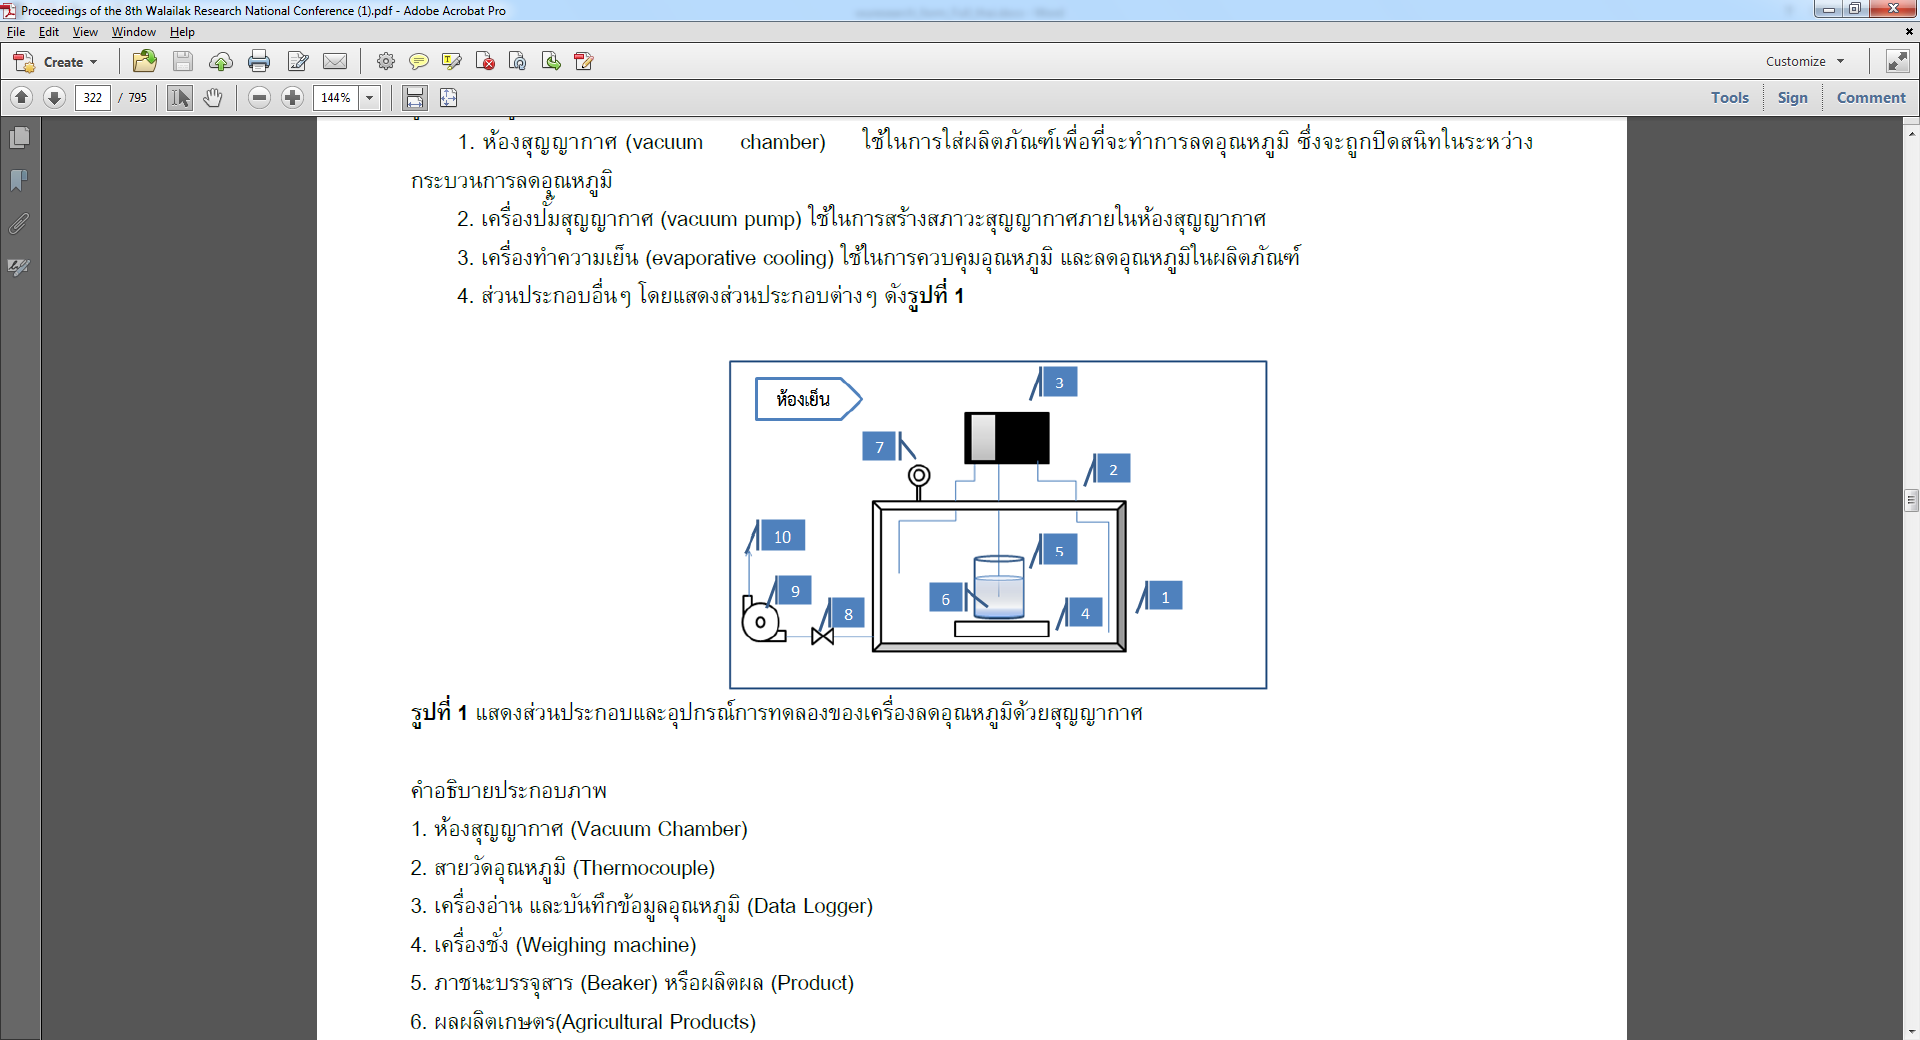 Proceedings of the 8th Walailak Research National Conference (1).pdf - Adobe Acrobat Pro
File Edit View Window Help
Create Customize
322 / 795 144% Tools Sign Comment
1. ห้องสุญญากาศ (vacuum chamber) ใช้ในการใส่ผลิตภัณฑ์เพื่อที่จะทำการลดอุณหภูมิ ซึ่งจะถูกปิดสนิทในระหว่าง
กระบวนการลดอุณหภูมิ
2. เครื่องปั๊มสุญญากาศ (vacuum pump) ใช้ในการสร้างสภาวะสุญญากาศภายในห้องสุญญากาศ
3. เครื่องทำความเย็น (evaporative cooling) ใช้ในการควบคุมอุณหภูมิ และลดอุณหภูมิในผลิตภัณฑ์
4. ส่วนประกอบอื่นๆ โดยแสดงส่วนประกอบต่างๆ ดังรูปที่ 1
ห้องเย็น
3
7
2
10
5
9
6
8
4
1
รูปที่ 1 แสดงส่วนประกอบและอุปกรณ์การทดลองของเครื่องลดอุณหภูมิด้วยสุญญากาศ
คำอธิบายประกอบภาพ
1. ห้องสุญญากาศ (Vacuum Chamber)
2. สายวัดอุณหภูมิ (Thermocouple)
3. เครื่องอ่าน และบันทึกข้อมูลอุณหภูมิ (Data Logger)
4. เครื่องชั่ง (Weighing machine)
5. ภาชนะบรรจุสาร (Beaker) หรือผลิตผล (Product)
6. ผลผลิตเกษตร(Agricultural Products)